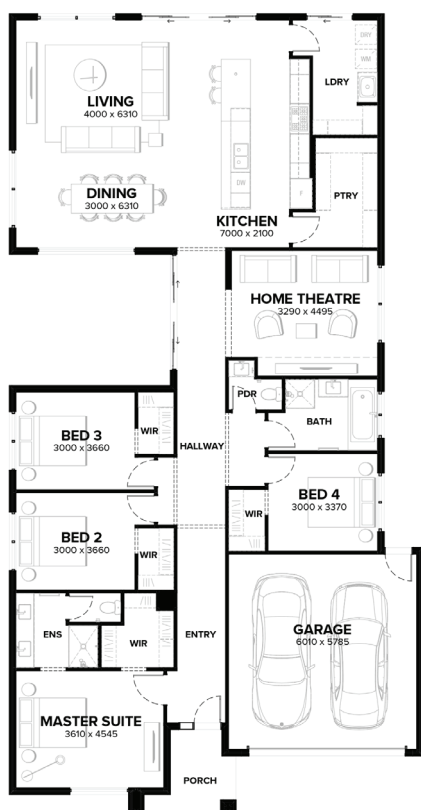 DRY
WM
LDRY
LIVING
4000 x 6310
DINING
3000 x 6310
DW
F
KITCHEN
7000 x 2100
PTRY
HOME THEATRE
3290 x 4495
PDR
BATH
BED 3
3000 x 3660
WIR
HALLWAY
BED 4
3000 x 3370
WIR
BED 2
3000 x 3660
WIR
ENS
WIR
ENTRY
GARAGE
6010 x 5785
MASTER SUITE
3610 x 4545
PORCH